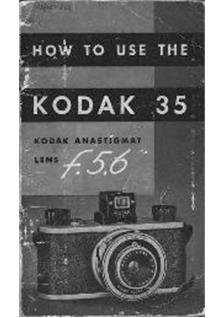 HOW TO USE THE
KODAK 35
KODAK ANASTIGMAT
LENS f.5.6